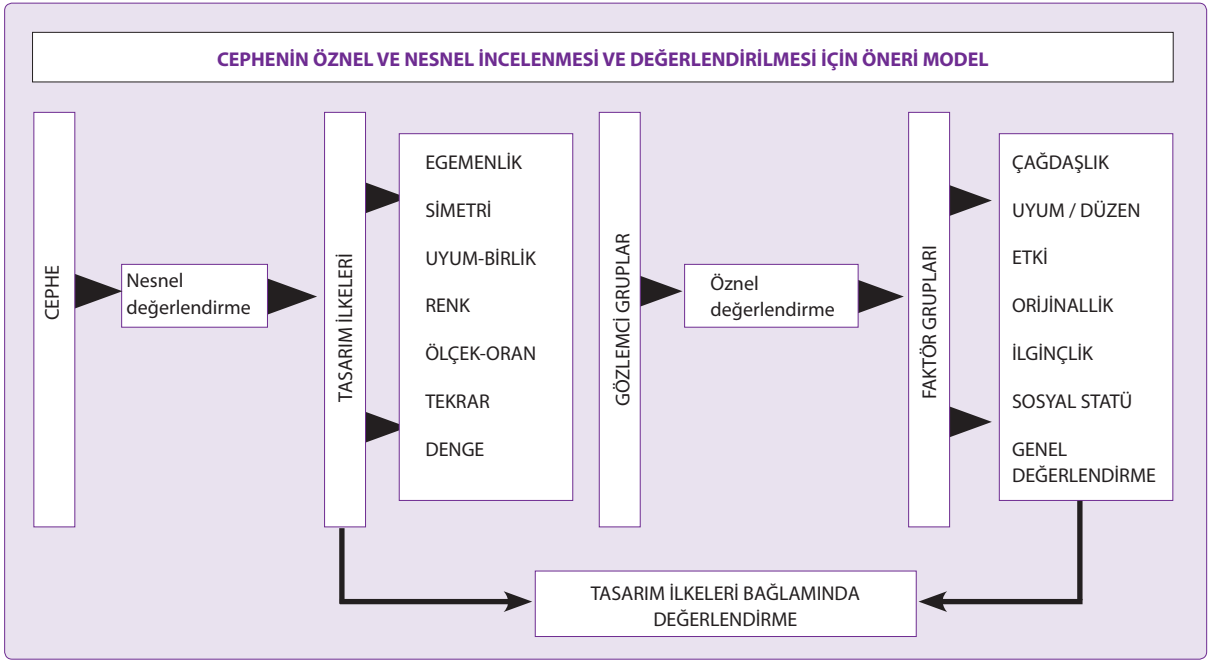 CEPHENİN ÖZNEL VE NESNEL İNCELENMESİ VE DEĞERLENDİRİLMESİ İÇİN ÖNERİ MODEL
CEPHE
Nesnel
değerlendirme
TASARIM İLKELERİ
EGEMENLİK
SİMETRİ
UYUM-BİRLİK
RENK
ÖLÇEK-ORAN
TEKRAR
DENGE
GÖZLEMCİ GRUPLAR
Öznel
değerlendirme
FAKTÖR GRUPLARI
ÇAĞDAŞLIK
UYUM / DÜZEN
ETKİ
ORİJİNALLİK
İLGİNÇLİK
SOSYAL STATÜ
GENEL
DEĞERLENDİRME
TASARIM İLKELERİ BAĞLAMINDA
DEĞERLENDİRME